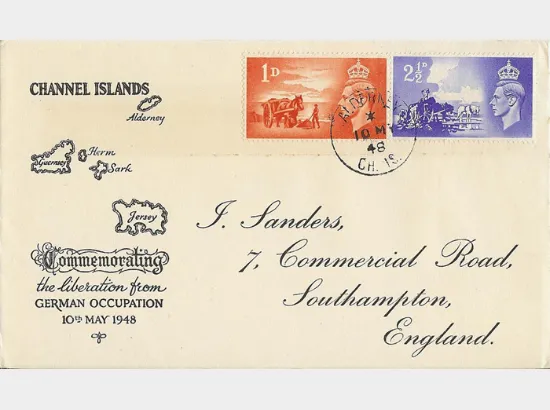 CHANNEL ISLANDS
Alderney
Guernsey
Herm
Sark
Jersey
Commemorating
the liberation from
GERMAN OCCUPATION
10TH MAY 1948
1D
2½D
ALDERNEY
*
10 MY
48
CH. IS.
J. Sanders,
7, Commercial Road,
Southampton,
England.